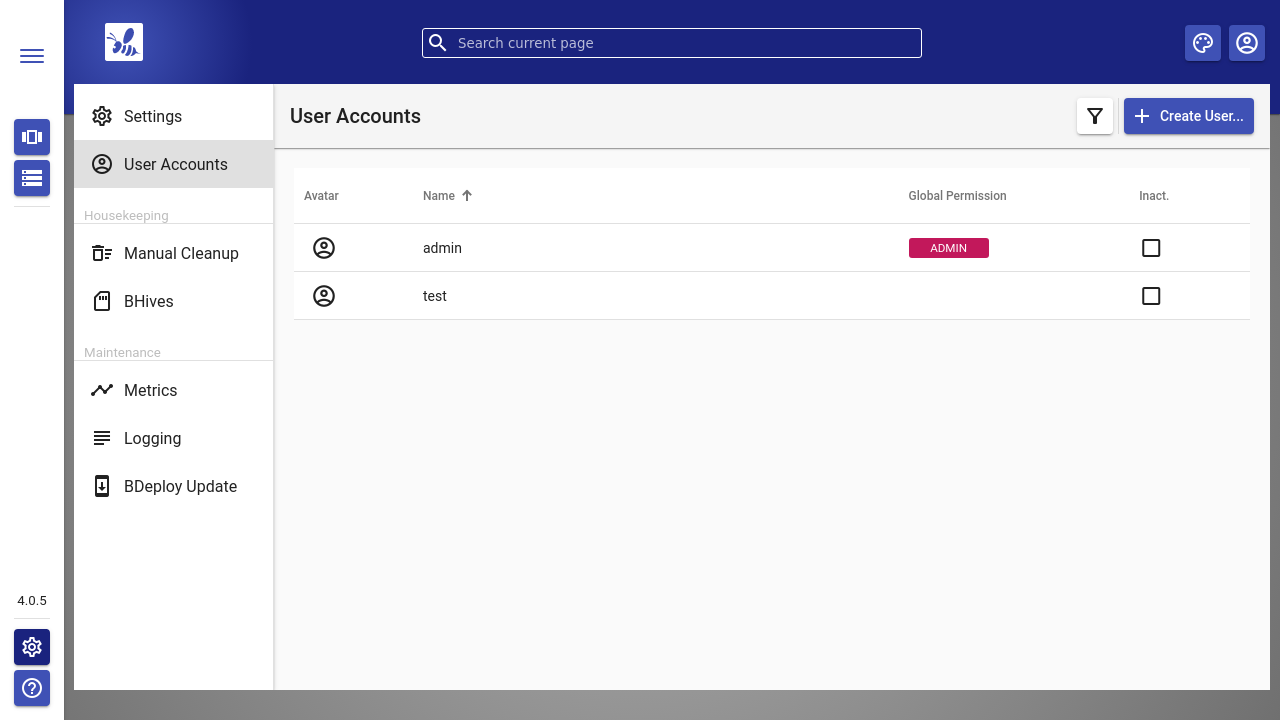 Search current page
Settings
User Accounts
Housekeeping
Manual Cleanup
BHives
Maintenance
Metrics
Logging
BDeploy Update
4.0.5
User Accounts
Create User...
Avatar Name Global Permission Inact.
admin ADMIN
test